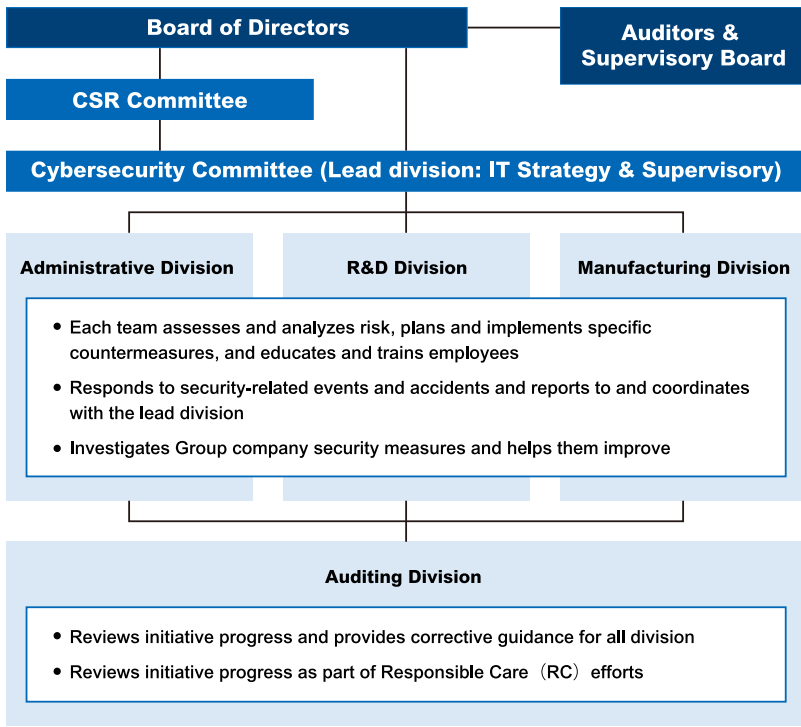 Board of Directors
Auditors &
Supervisory Board
CSR Committee
Cybersecurity Committee (Lead division: IT Strategy & Supervisory)
Administrative Division
R&D Division
Manufacturing Division
• Each team assesses and analyzes risk, plans and implements specific
countermeasures, and educates and trains employees
• Responds to security-related events and accidents and reports to and coordinates
with the lead division
• Investigates Group company security measures and helps them improve
Auditing Division
• Reviews initiative progress and provides corrective guidance for all division
• Reviews initiative progress as part of Responsible Care（RC）efforts